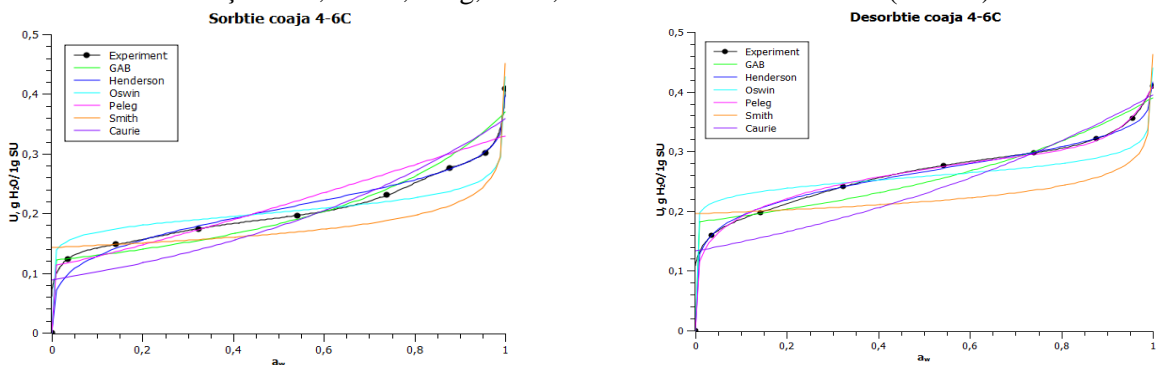 Sorbtie coaja 4-6C
U, g H₂O/1g SU
0,5
0,4
0,3
0,2
0,1
0
Experiment
GAB
Henderson
Oswin
Peleg
Smith
Caurie
0 0,2 0,4 0,6 0,8 1
a_w
Desorbtie coaja 4-6C
U, g H₂O/1g SU
0,5
0,4
0,3
0,2
0,1
0
Experiment
GAB
Henderson
Oswin
Peleg
Smith
Caurie
0 0,2 0,4 0,6 0,8 1
a_w